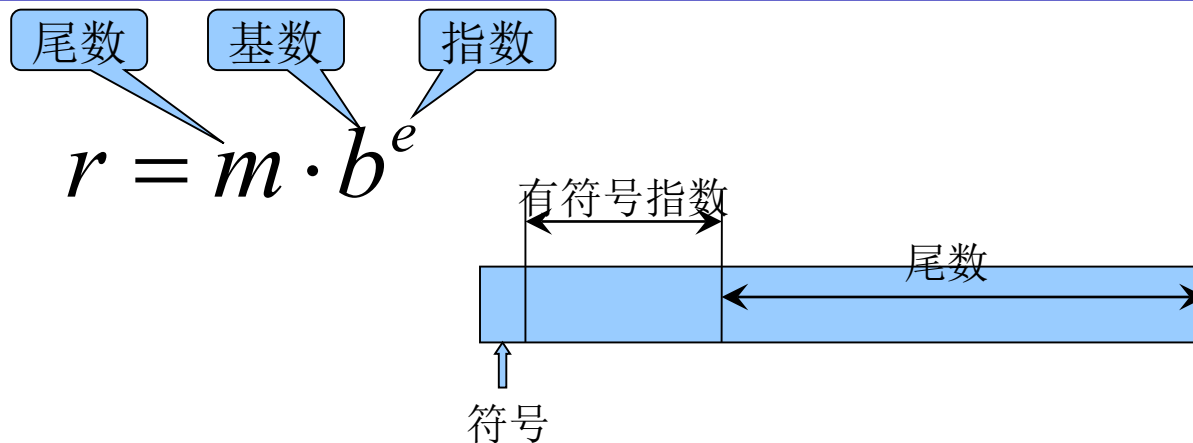 尾数 基数 指数
r = m · b^e
有符号指数
尾数
符号